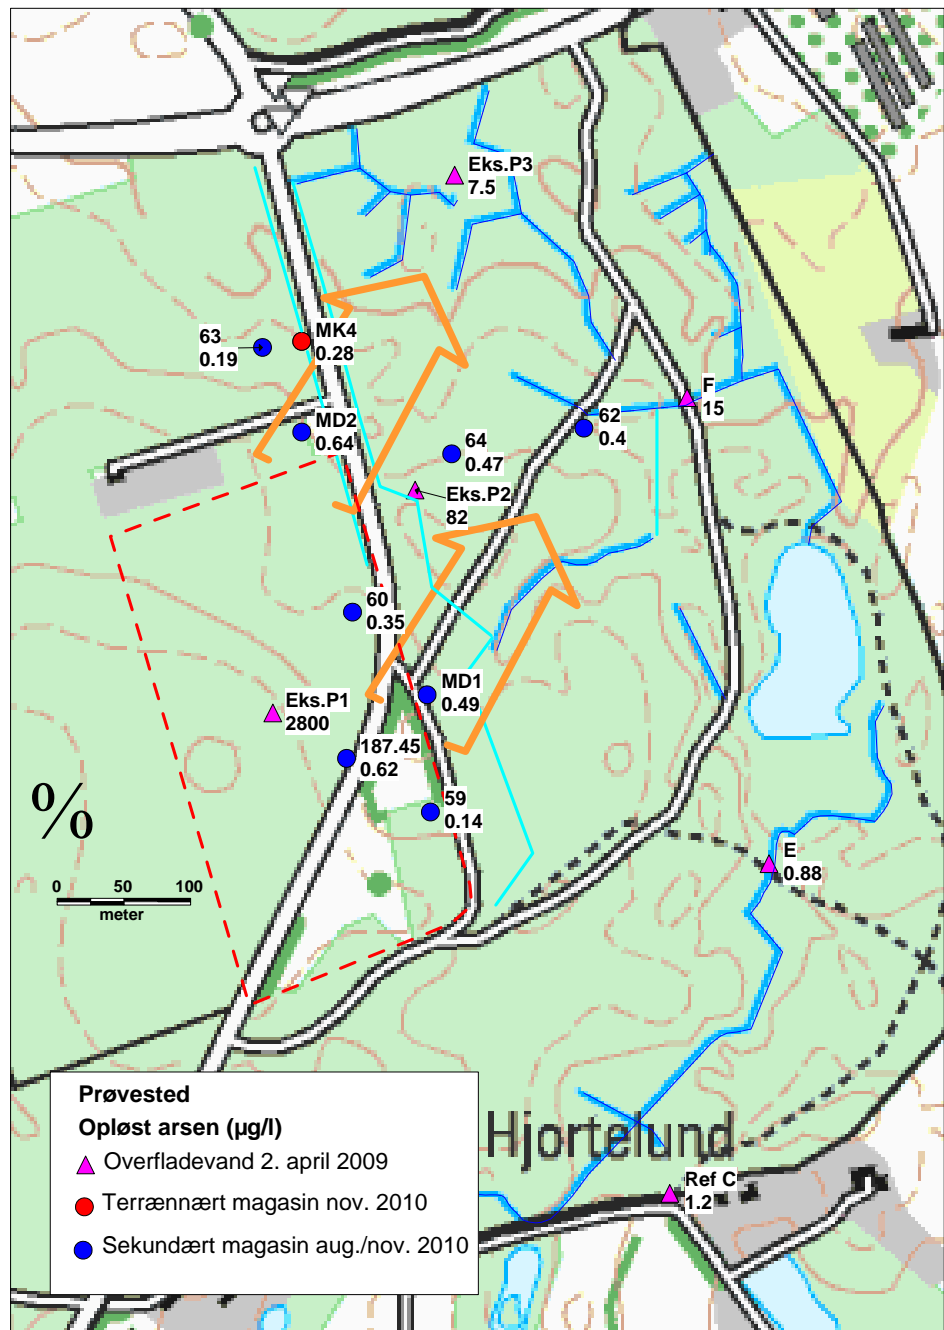 Eks.P3
7.5
MK4
0.28
63
0.19
F
15
MD2
0.64
62
0.4
64
0.47
Eks.P2
82
60
0.35
MD1
0.49
Eks.P1
2800
187.45
0.62
59
0.14
%
E
0.88
0 50 100
meter
Prøvested
Opløst arsen (µg/l)
Overfladevand 2. april 2009
Terrænnært magasin nov. 2010
Sekundært magasin aug./nov. 2010
Hjortelund
Ref C
1.2